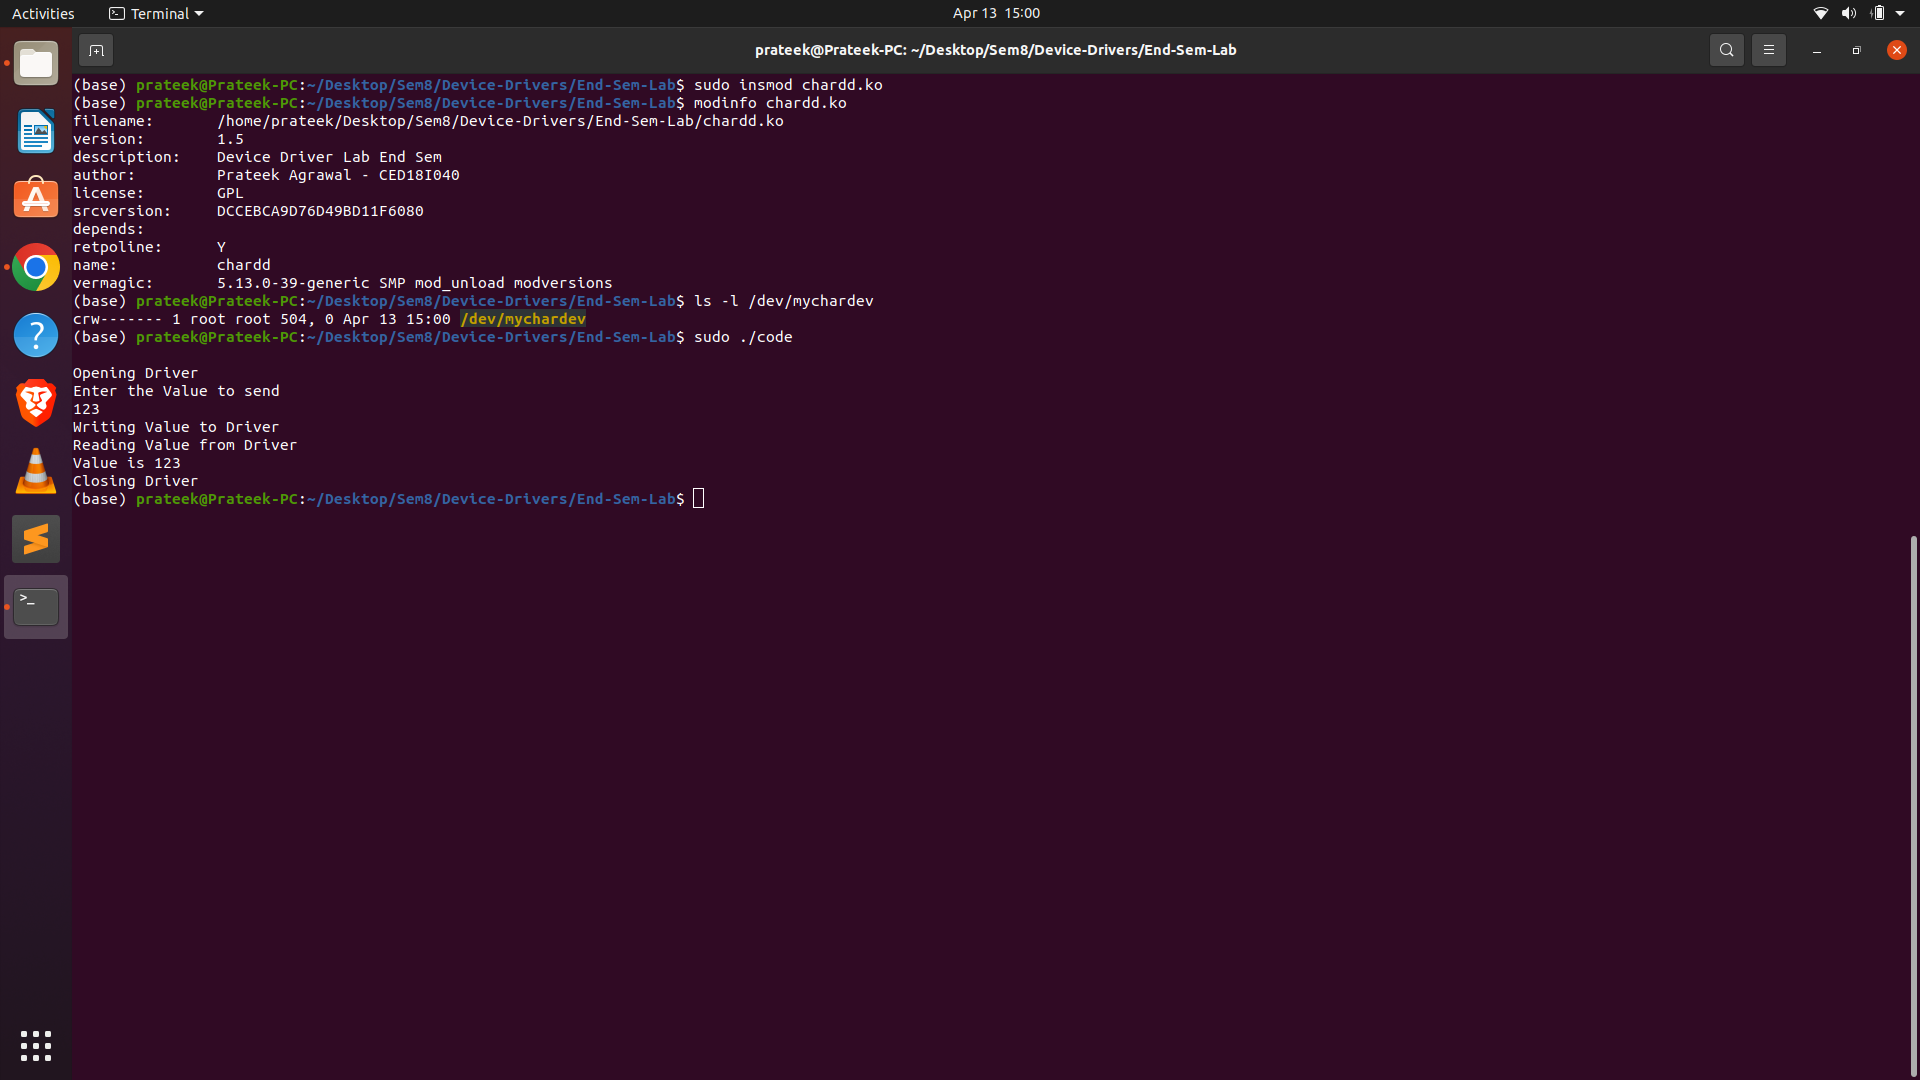 Activities
Terminal
Apr 13 15:00
prateek@Prateek-PC: ~/Desktop/Sem8/Device-Drivers/End-Sem-Lab
(base) prateek@Prateek-PC:~/Desktop/Sem8/Device-Drivers/End-Sem-Lab$ sudo insmod chardd.ko
(base) prateek@Prateek-PC:~/Desktop/Sem8/Device-Drivers/End-Sem-Lab$ modinfo chardd.ko
filename:       /home/prateek/Desktop/Sem8/Device-Drivers/End-Sem-Lab/chardd.ko
version:        1.5
description:    Device Driver Lab End Sem
author:         Prateek Agrawal - CED18I040
license:        GPL
srcversion:     DCCEBCA9D76D49BD11F6080
depends:
retpoline:      Y
name:           chardd
vermagic:       5.13.0-39-generic SMP mod_unload modversions
(base) prateek@Prateek-PC:~/Desktop/Sem8/Device-Drivers/End-Sem-Lab$ ls -l /dev/mychardev
crw------- 1 root root 504, 0 Apr 13 15:00 /dev/mychardev
(base) prateek@Prateek-PC:~/Desktop/Sem8/Device-Drivers/End-Sem-Lab$ sudo ./code
Opening Driver
Enter the Value to send
123
Writing Value to Driver
Reading Value from Driver
Value is 123
Closing Driver
(base) prateek@Prateek-PC:~/Desktop/Sem8/Device-Drivers/End-Sem-Lab$